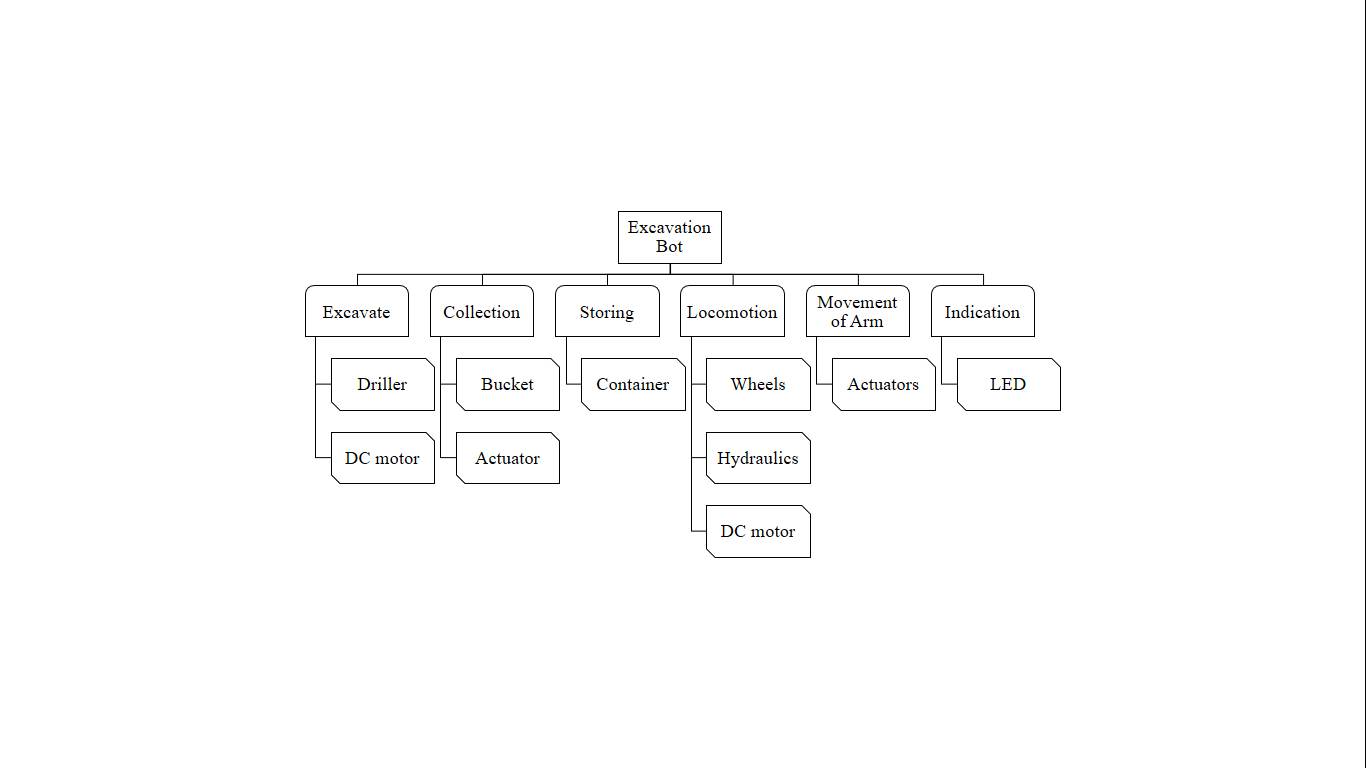 Excavation
Bot
Excavate
Collection
Storing
Locomotion
Movement
of Arm
Indication
Driller
Bucket
Container
Wheels
Actuators
LED
DC motor
Actuator
Hydraulics
DC motor